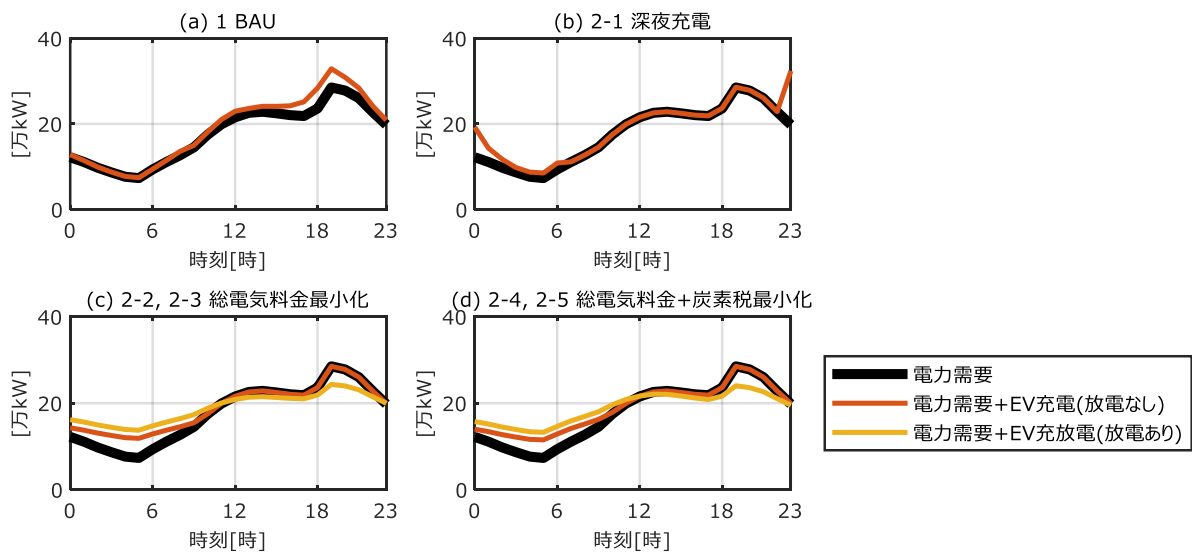 (a) 1 BAU
40
20
0
[万kW]
0 6 12 18 23
時刻[時]
(b) 2-1 深夜充電
40
20
0
[万kW]
0 6 12 18 23
時刻[時]
(c) 2-2, 2-3 総電気料金最小化
40
20
0
[万kW]
0 6 12 18 23
時刻[時]
(d) 2-4, 2-5 総電気料金+炭素税最小化
40
20
0
[万kW]
0 6 12 18 23
時刻[時]
電力需要
電力需要+EV充電(放電なし)
電力需要+EV充放電(放電あり)